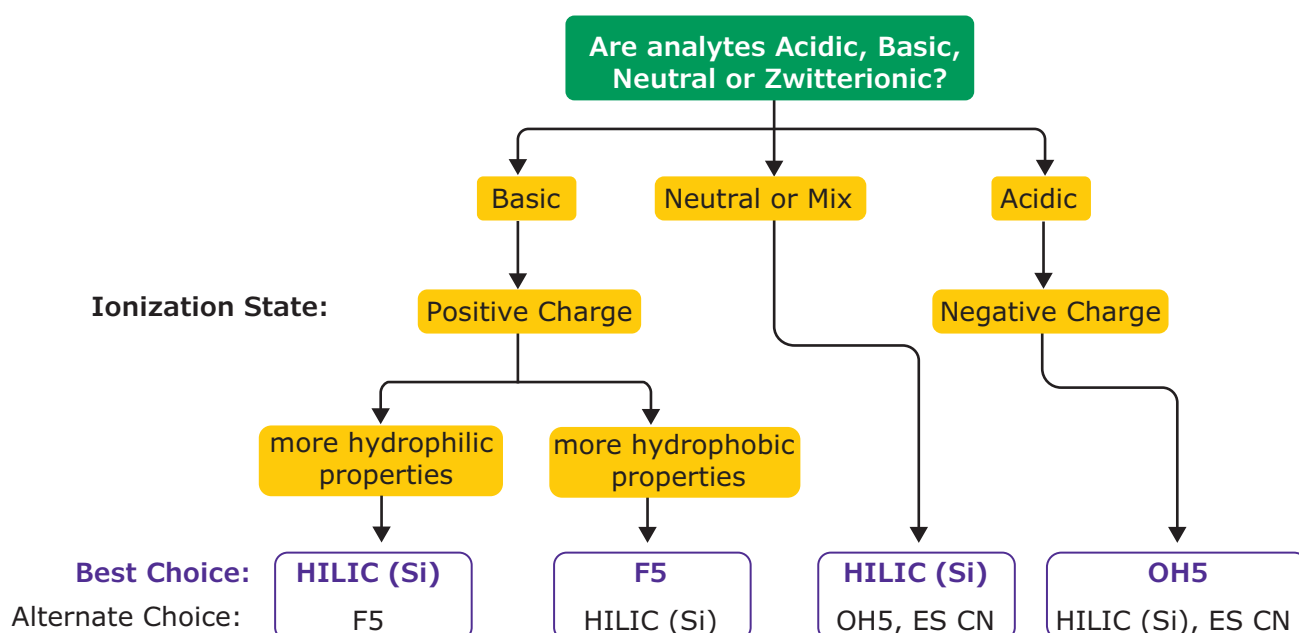 Are analytes Acidic, Basic,
Neutral or Zwitterionic?
Basic
Neutral or Mix
Acidic
Ionization State:
Positive Charge
Negative Charge
more hydrophilic
properties
more hydrophobic
properties
Best Choice:
HILIC (Si)
F5
HILIC (Si)
OH5
Alternate Choice:
F5
HILIC (Si)
OH5, ES CN
HILIC (Si), ES CN